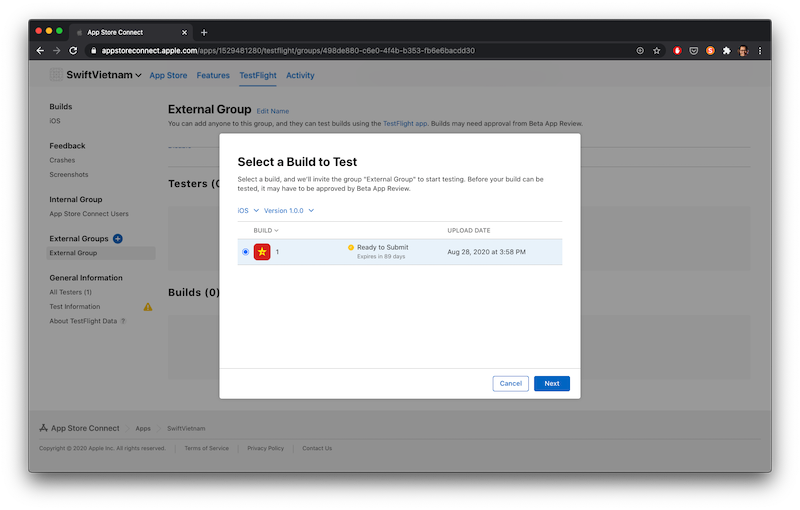 App Store Connect
appstoreconnect.apple.com/apps/1529481280/testflight/groups/498de880-c6e0-4f4b-b353-fb6e6bacdd30
SwiftVietnam App Store Features TestFlight Activity
Builds
iOS
Feedback
Crashes
Screenshots
Internal Group
App Store Connect Users
External Groups
External Group
General Information
All Testers (1)
Test Information
About TestFlight Data ?
External Group Edit Name
You can add anyone to this group, and they can test builds using the TestFlight app. Builds may need approval from Beta App Review.
Testers (
Builds (0)
Select a Build to Test
Select a build, and we'll invite the group "External Group" to start testing. Before your build can be
tested, it may have to be approved by Beta App Review.
iOS Version 1.0.0
BUILD UPLOAD DATE
1 Ready to Submit Aug 28, 2020 at 3:58 PM
Expires in 89 days
Cancel Next
App Store Connect Apps SwiftVietnam
Copyright © 2020 Apple Inc. All rights reserved. Terms of Service Privacy Policy Contact Us